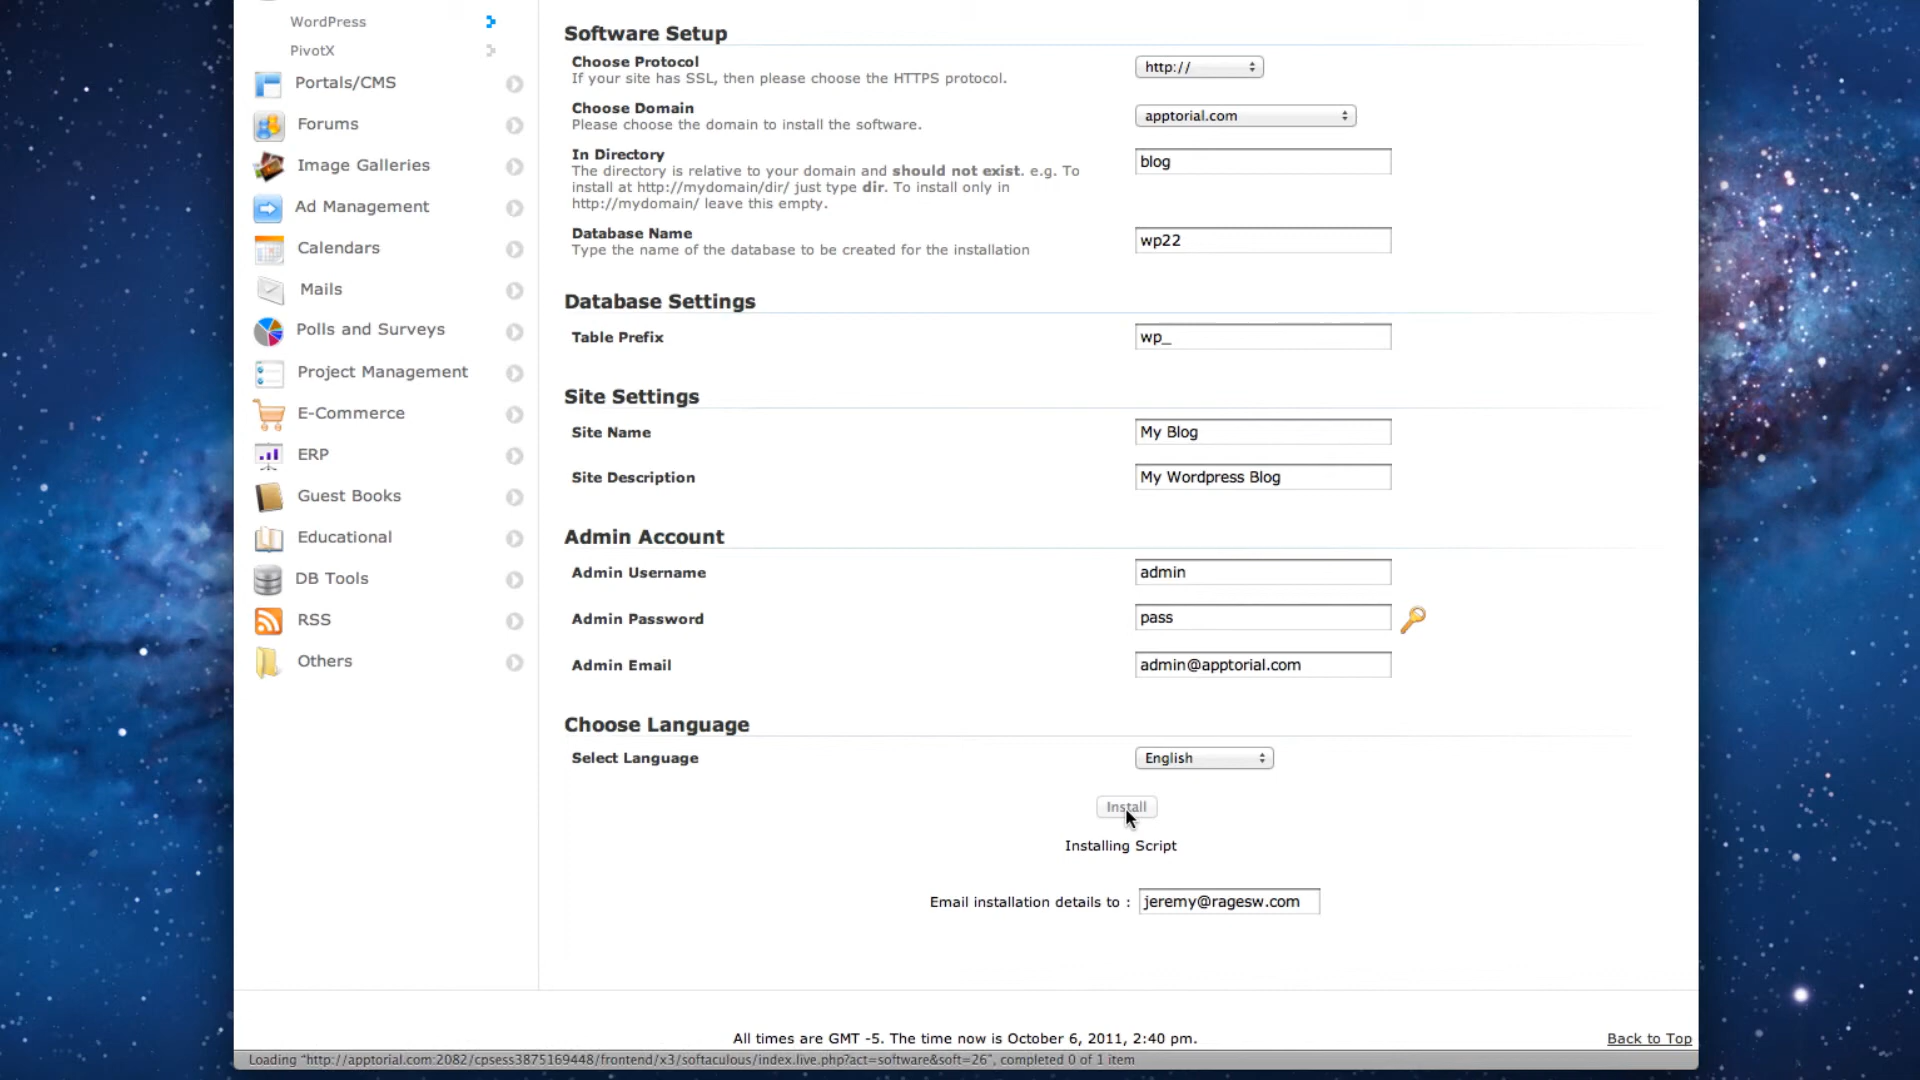 WordPress
PivotX
Portals/CMS
Forums
Image Galleries
Ad Management
Calendars
Mails
Polls and Surveys
Project Management
E-Commerce
ERP
Guest Books
Educational
DB Tools
RSS
Others
Software Setup
Choose Protocol
If your site has SSL, then please choose the HTTPS protocol.
http://
Choose Domain
Please choose the domain to install the software.
apptorial.com
In Directory
The directory is relative to your domain and should not exist. e.g. To
install at http://mydomain/dir/ just type dir. To install only in
http://mydomain/ leave this empty.
blog
Database Name
Type the name of the database to be created for the installation
wp22
Database Settings
Table Prefix
wp_
Site Settings
Site Name
My Blog
Site Description
My Wordpress Blog
Admin Account
Admin Username
admin
Admin Password
pass
Admin Email
admin@apptorial.com
Choose Language
Select Language
English
Install
Installing Script
Email installation details to : jeremy@ragesw.com
All times are GMT -5. The time now is October 6, 2011, 2:40 pm.
Back to Top
Loading "http://apptorial.com:2082/cpsess3875169448/frontend/x3/softaculous/index.live.php?act=software&soft=26", completed 0 of 1 item